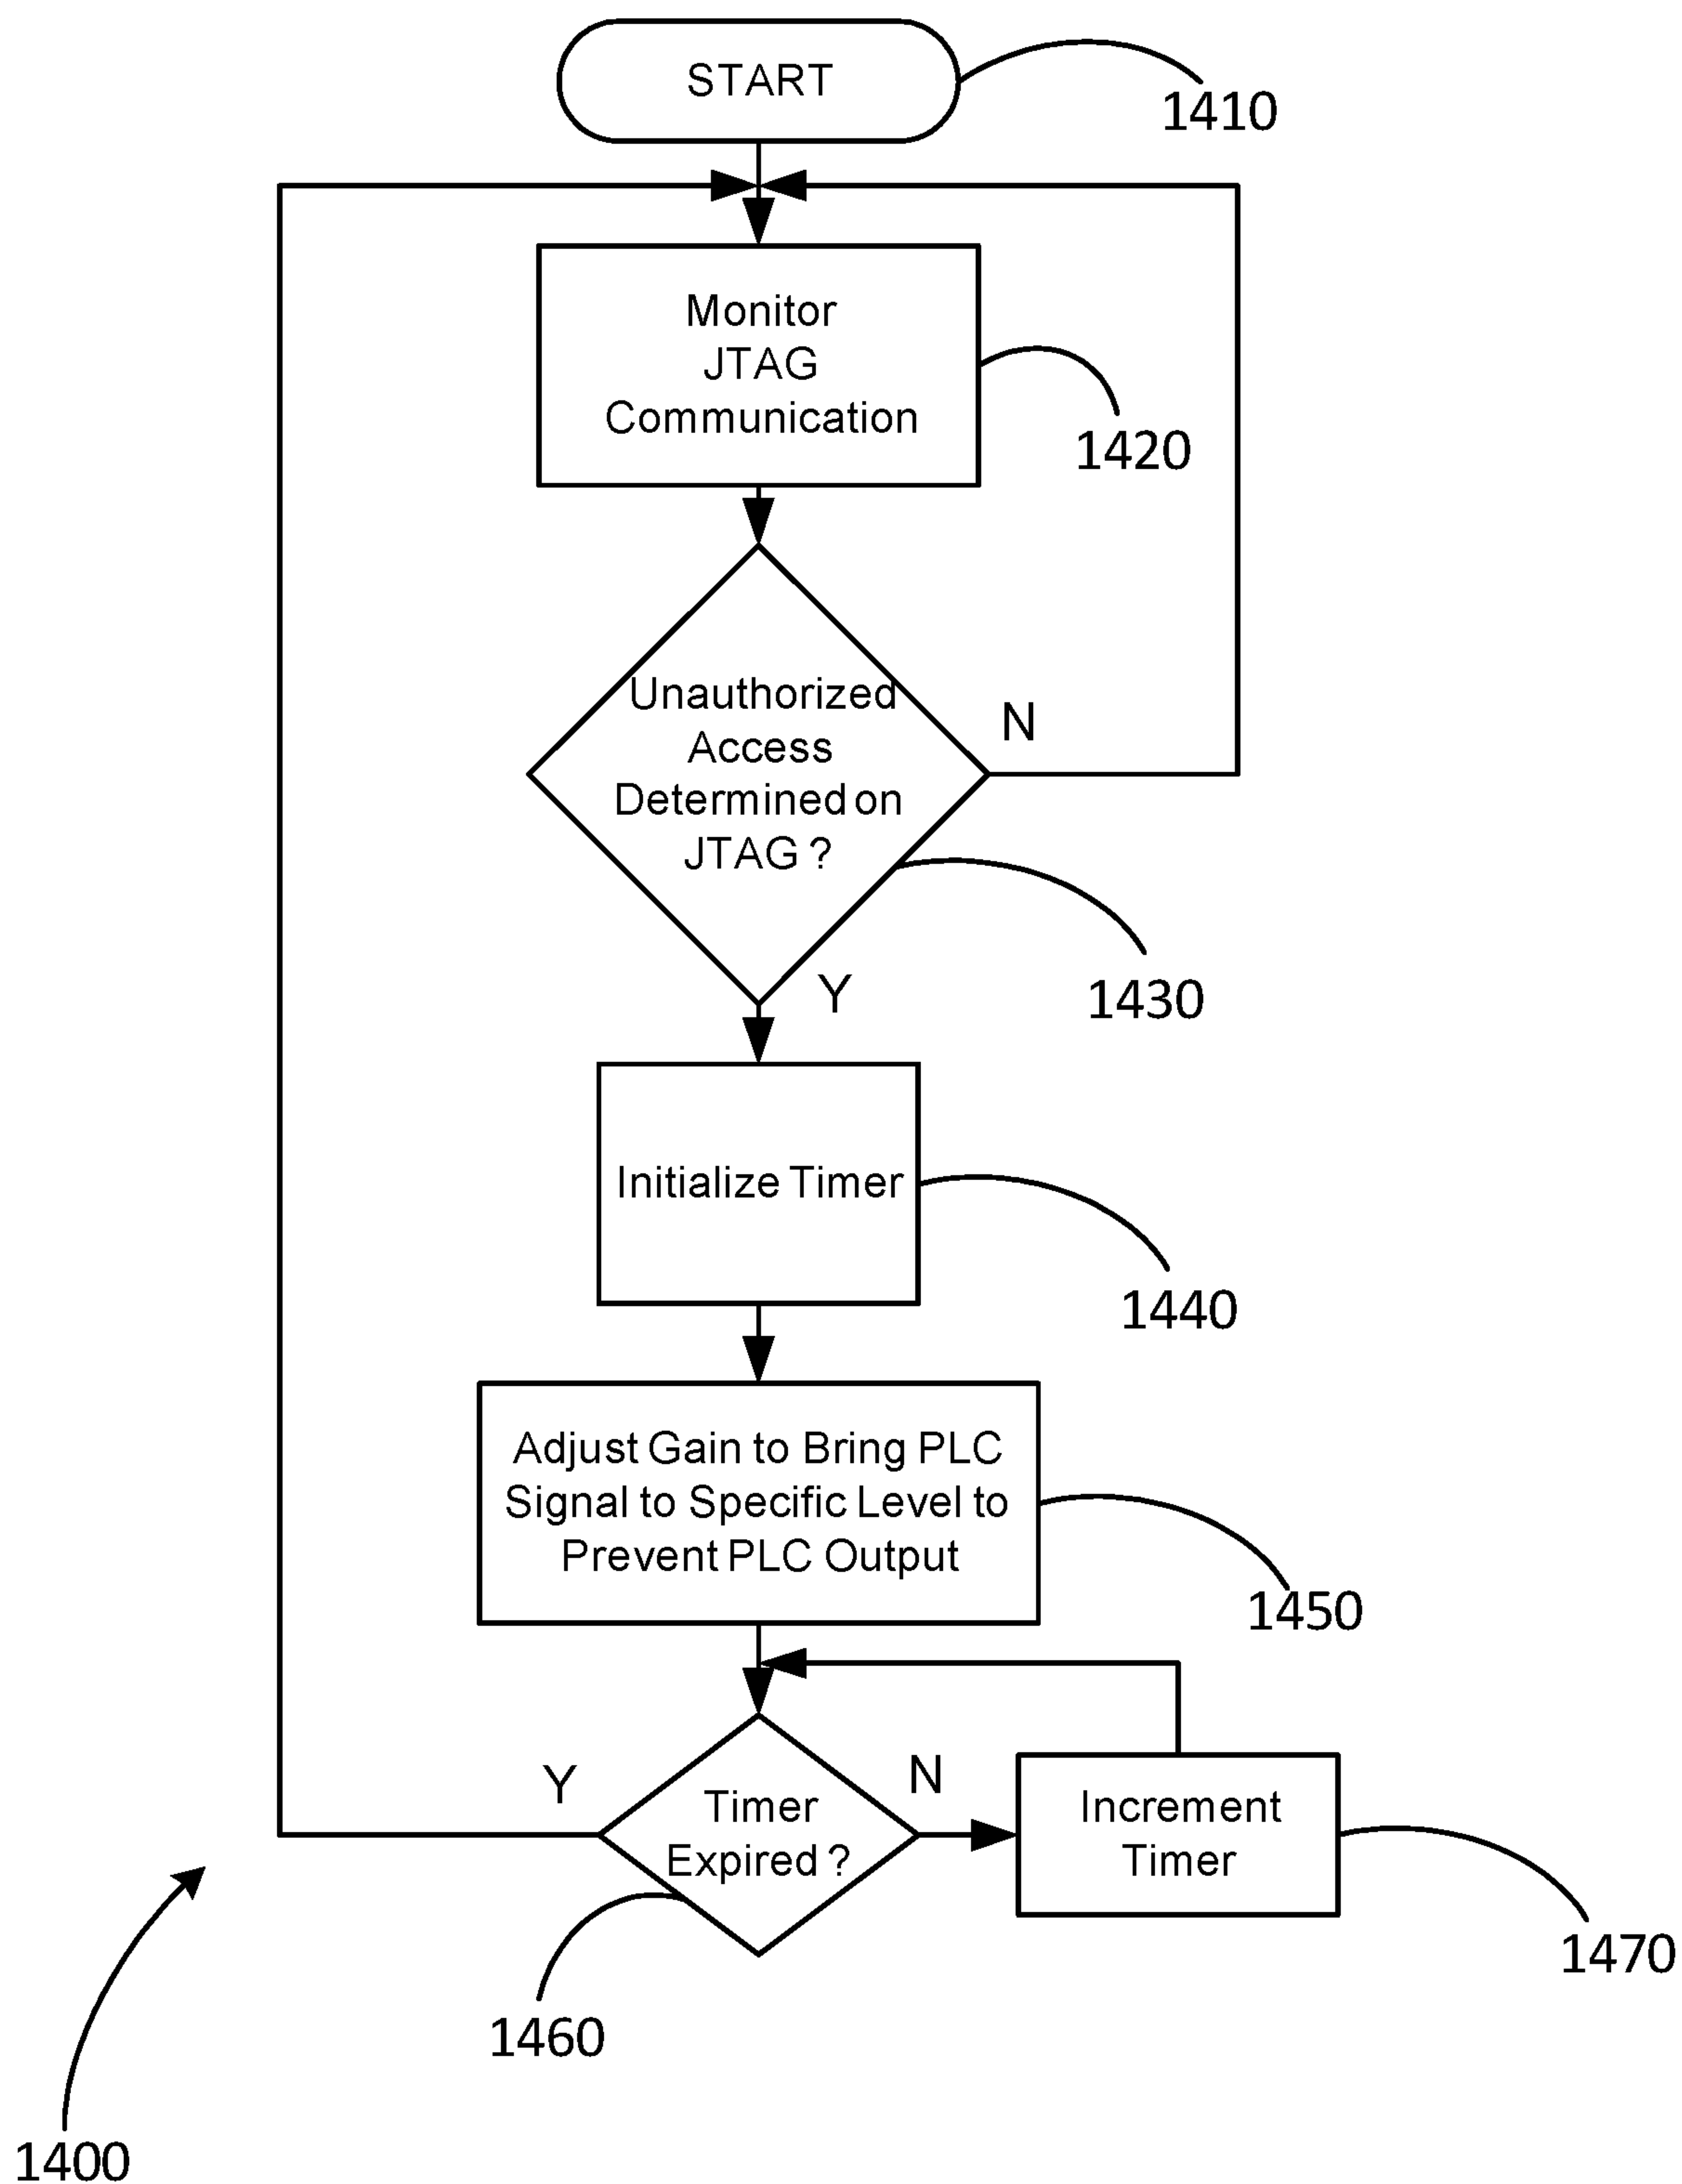 START
1410
Monitor
JTAG
Communication
1420
Unauthorized
Access
Determined on
JTAG ?
N
1430
Y
Initialize Timer
1440
Adjust Gain to Bring PLC
Signal to Specific Level to
Prevent PLC Output
1450
Y
N
Timer
Expired ?
Increment
Timer
1460
1470
1400